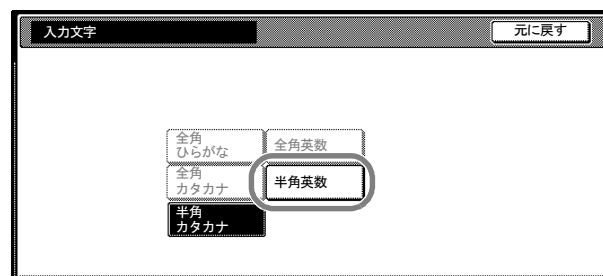 入力文字
元に戻す
全角
ひらがな
全角英数
全角
カタカナ
半角英数
半角
カタカナ